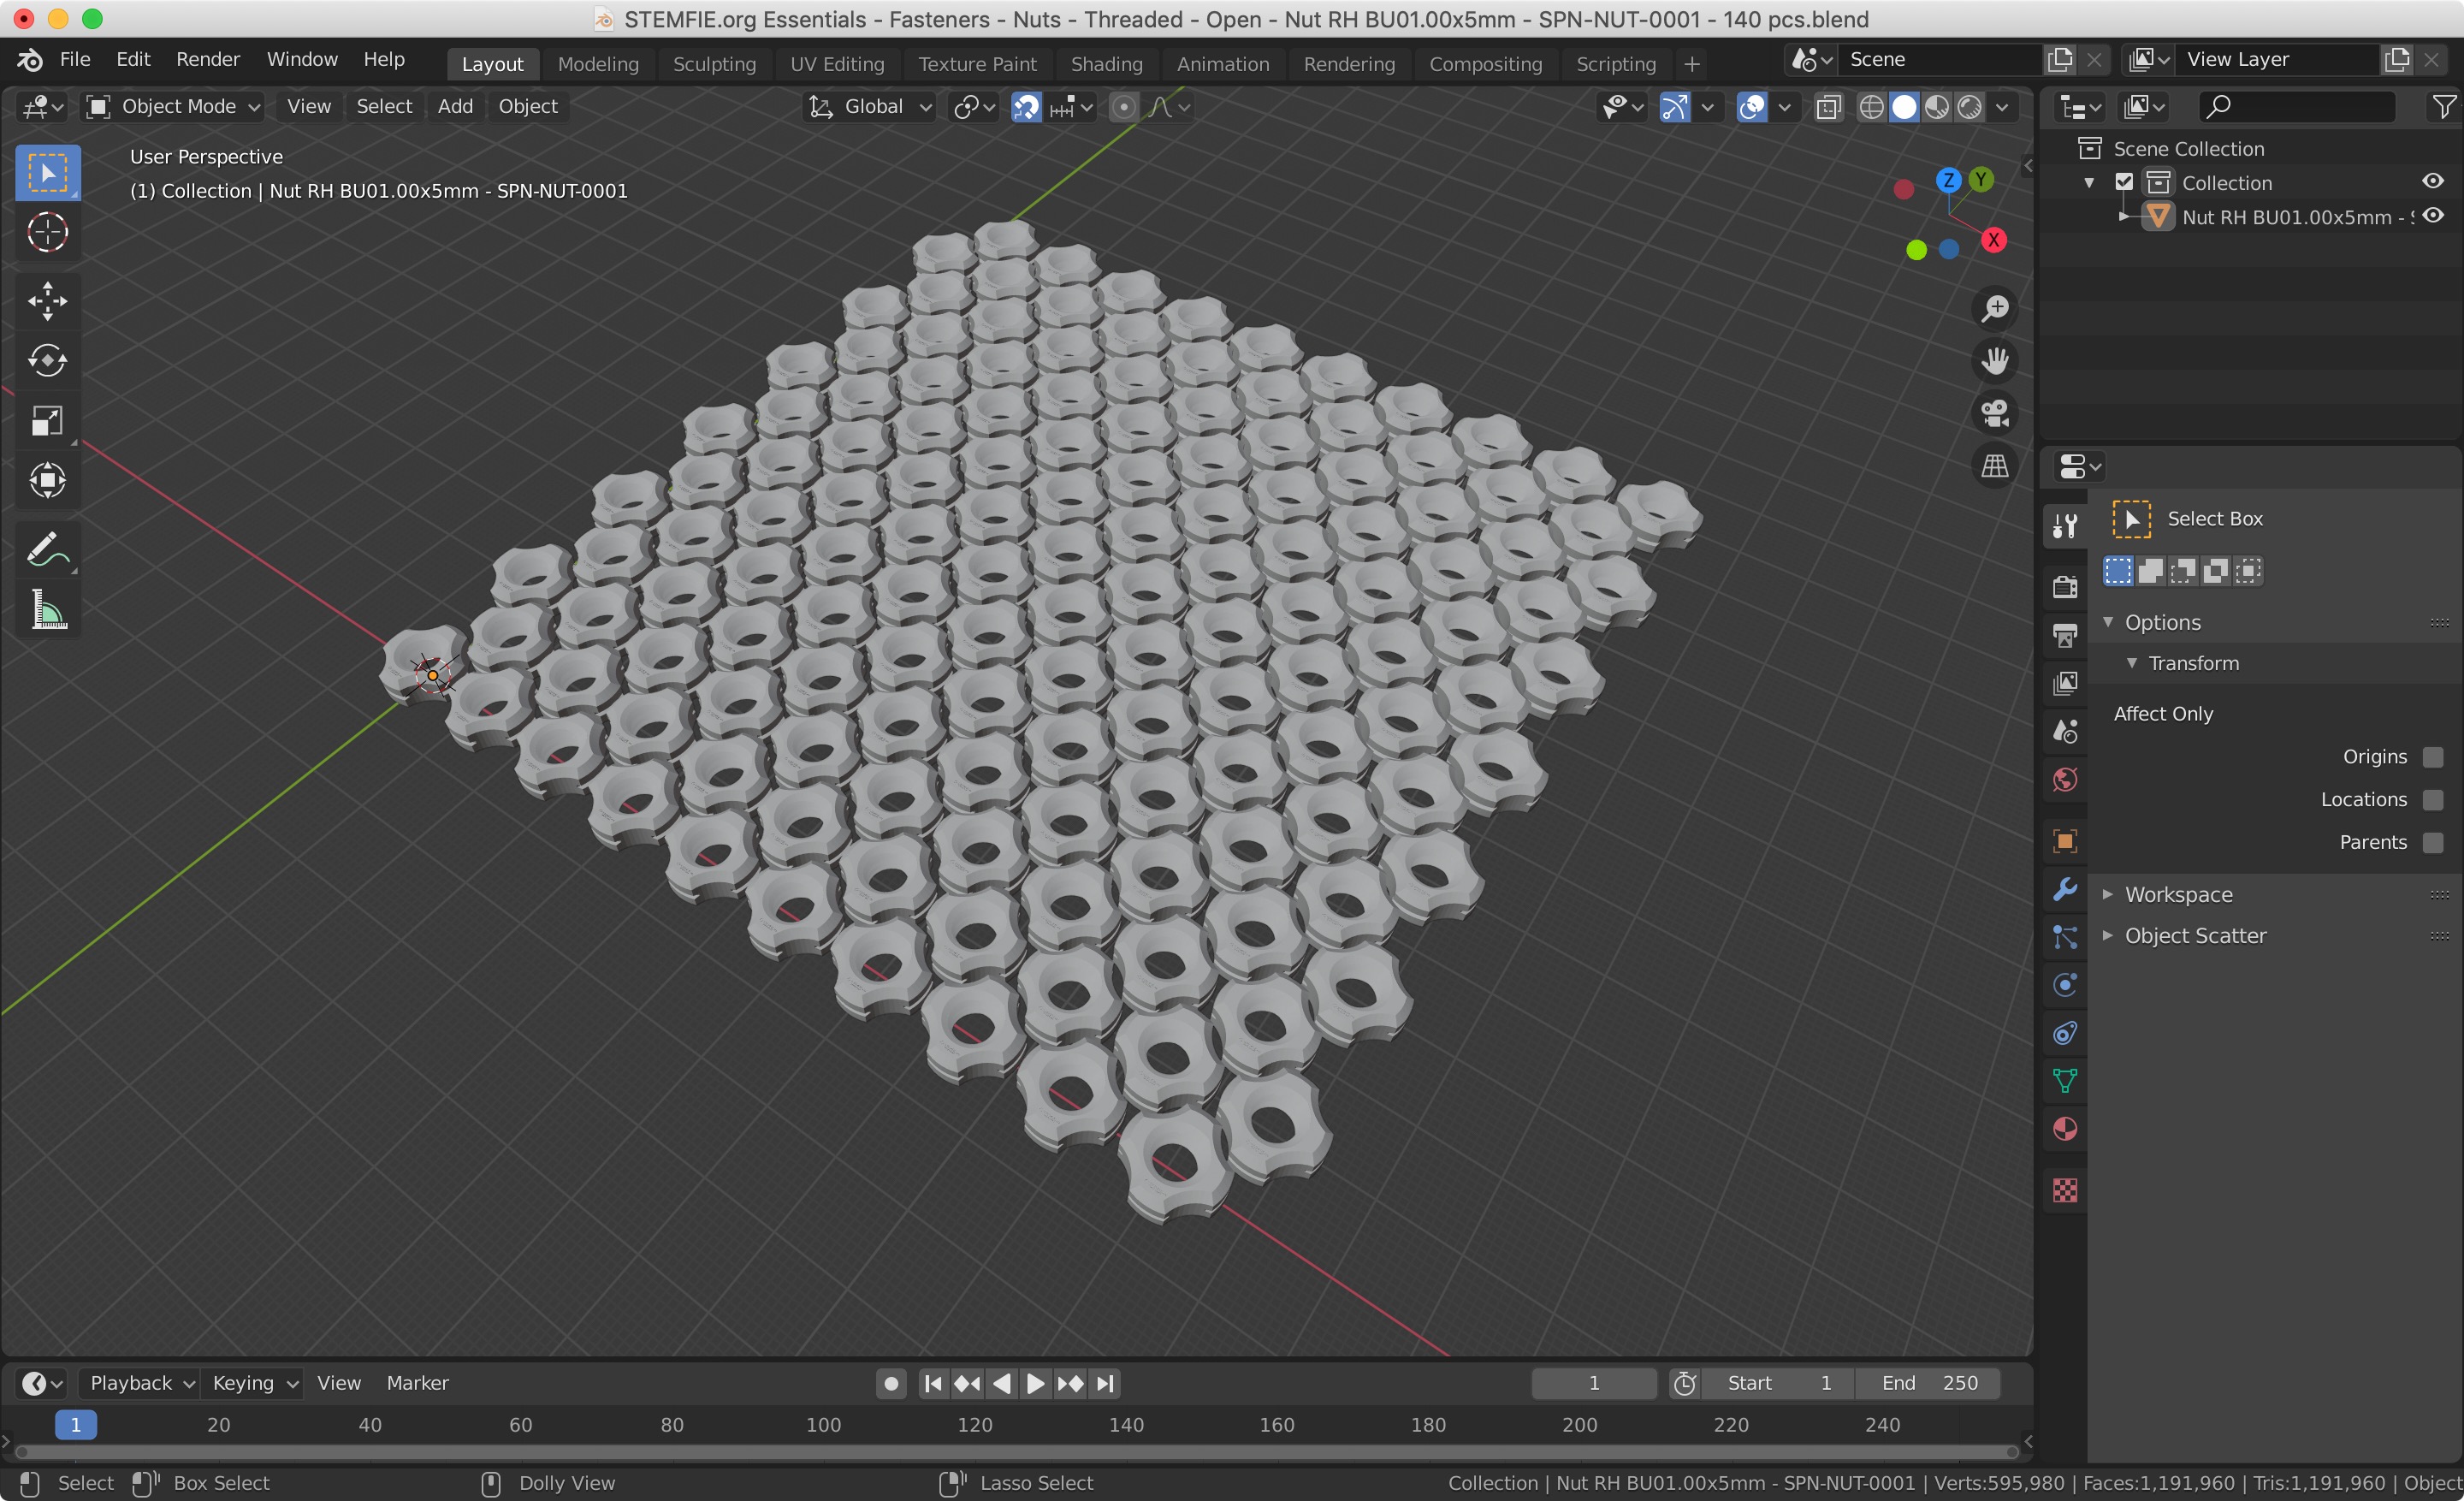 STEMFIE.org Essentials - Fasteners - Nuts - Threaded - Open - Nut RH BU01.00x5mm - SPN-NUT-0001 - 140 pcs.blend
File Edit Render Window Help Layout Modeling Sculpting UV Editing Texture Paint Shading Animation Rendering Compositing Scripting + Scene View Layer
Object Mode View Select Add Object Global
User Perspective
(1) Collection | Nut RH BU01.00x5mm - SPN-NUT-0001
Z Y
X
Scene Collection
Collection
Nut RH BU01.00x5mm -
Select Box
Options
Transform
Affect Only
Origins
Locations
Parents
Workspace
Object Scatter
Playback Keying View Marker 1 Start 1 End 250
1 20 40 60 80 100 120 140 160 180 200 220 240
Select Box Select Dolly View Lasso Select Collection | Nut RH BU01.00x5mm - SPN-NUT-0001 | Verts:595,980 | Faces:1,191,960 | Tris:1,191,960 | Objec